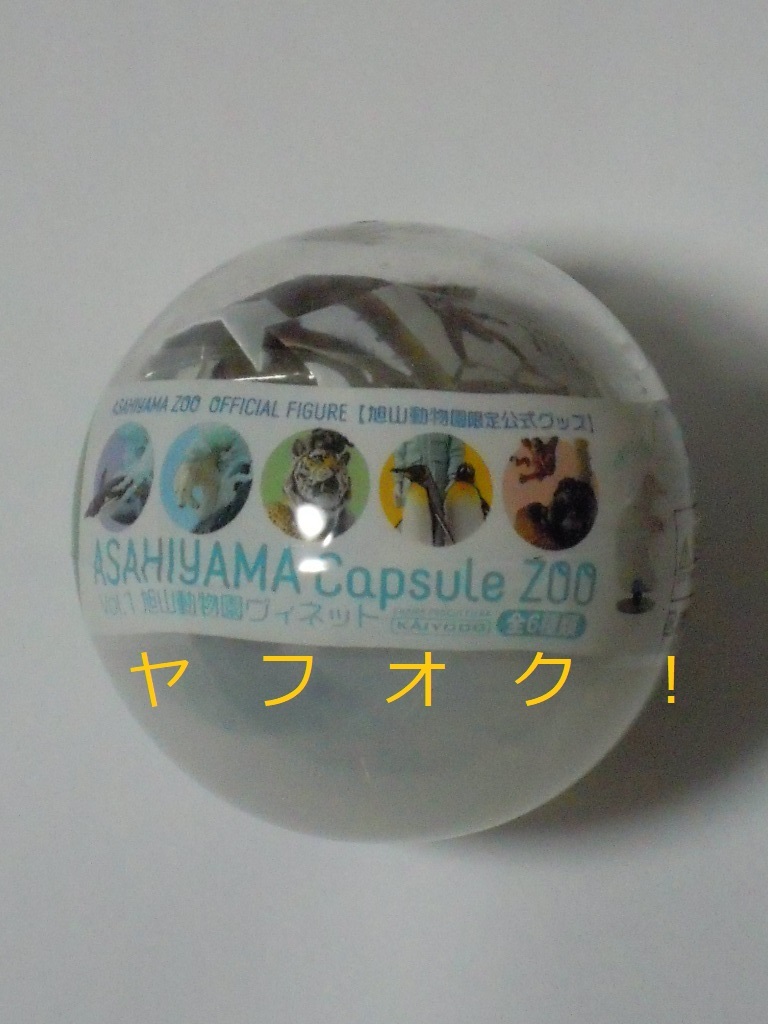 ASAHIYAMA ZOO OFFICIAL FIGURE【旭山動物園限定公式グッズ】
ASAHIYAMA Capsule ZOO
Vol.1 旭山動物園ヴィネット KAIYODO 全6種
ヤフオク！